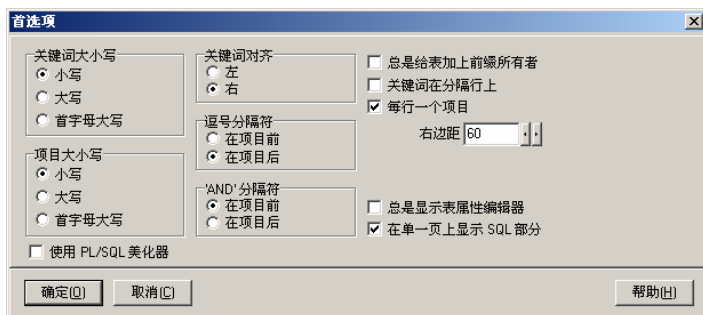 首选项
关键词大小写
小写
大写
首字母大写
项目大小写
小写
大写
首字母大写
使用 PL/SQL 美化器
关键词对齐
左
右
逗号分隔符
在项目前
在项目后
'AND' 分隔符
在项目前
在项目后
总是给表加上前缀所有者
关键词在分隔行上
每行一个项目
右边距 60
总是显示表属性编辑器
在单一页上显示 SQL 部分
确定(O)
取消(C)
帮助(H)